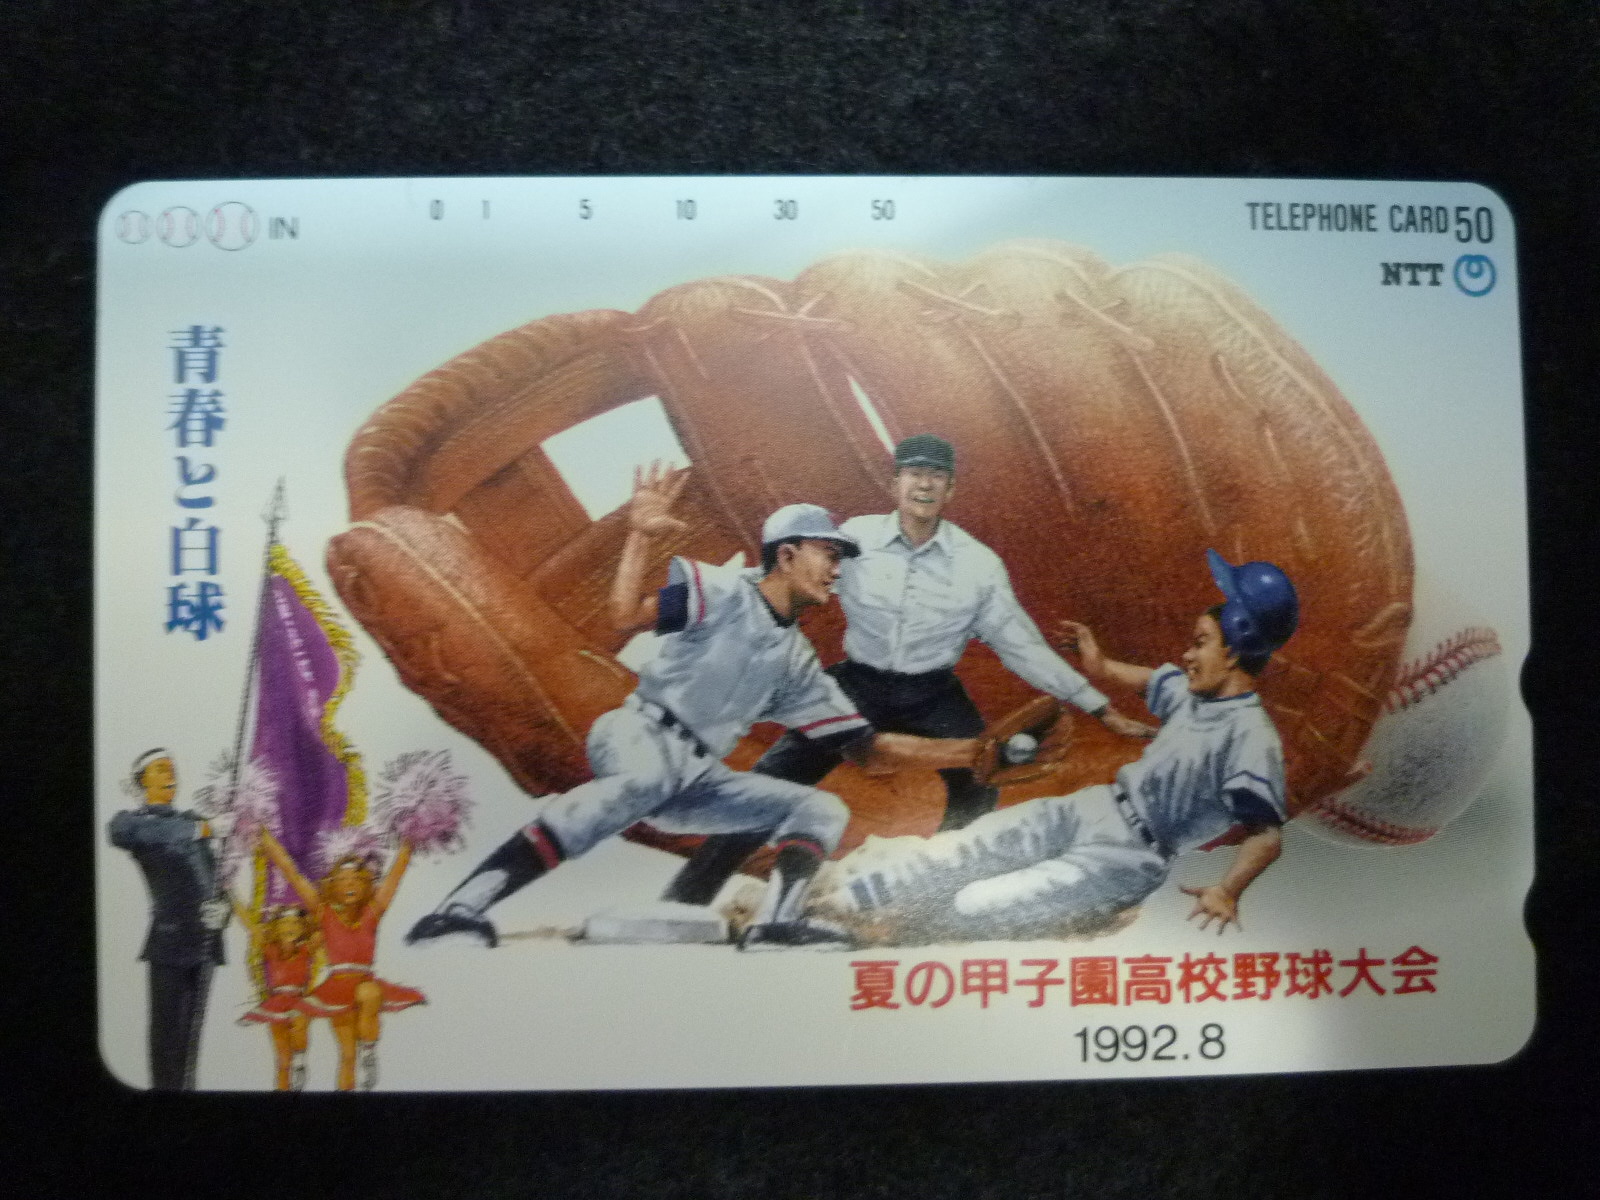 IN
0 1 5 10 30 50
TELEPHONE CARD 50
NTT
青春と白球
夏の甲子園高校野球大会
1992.8